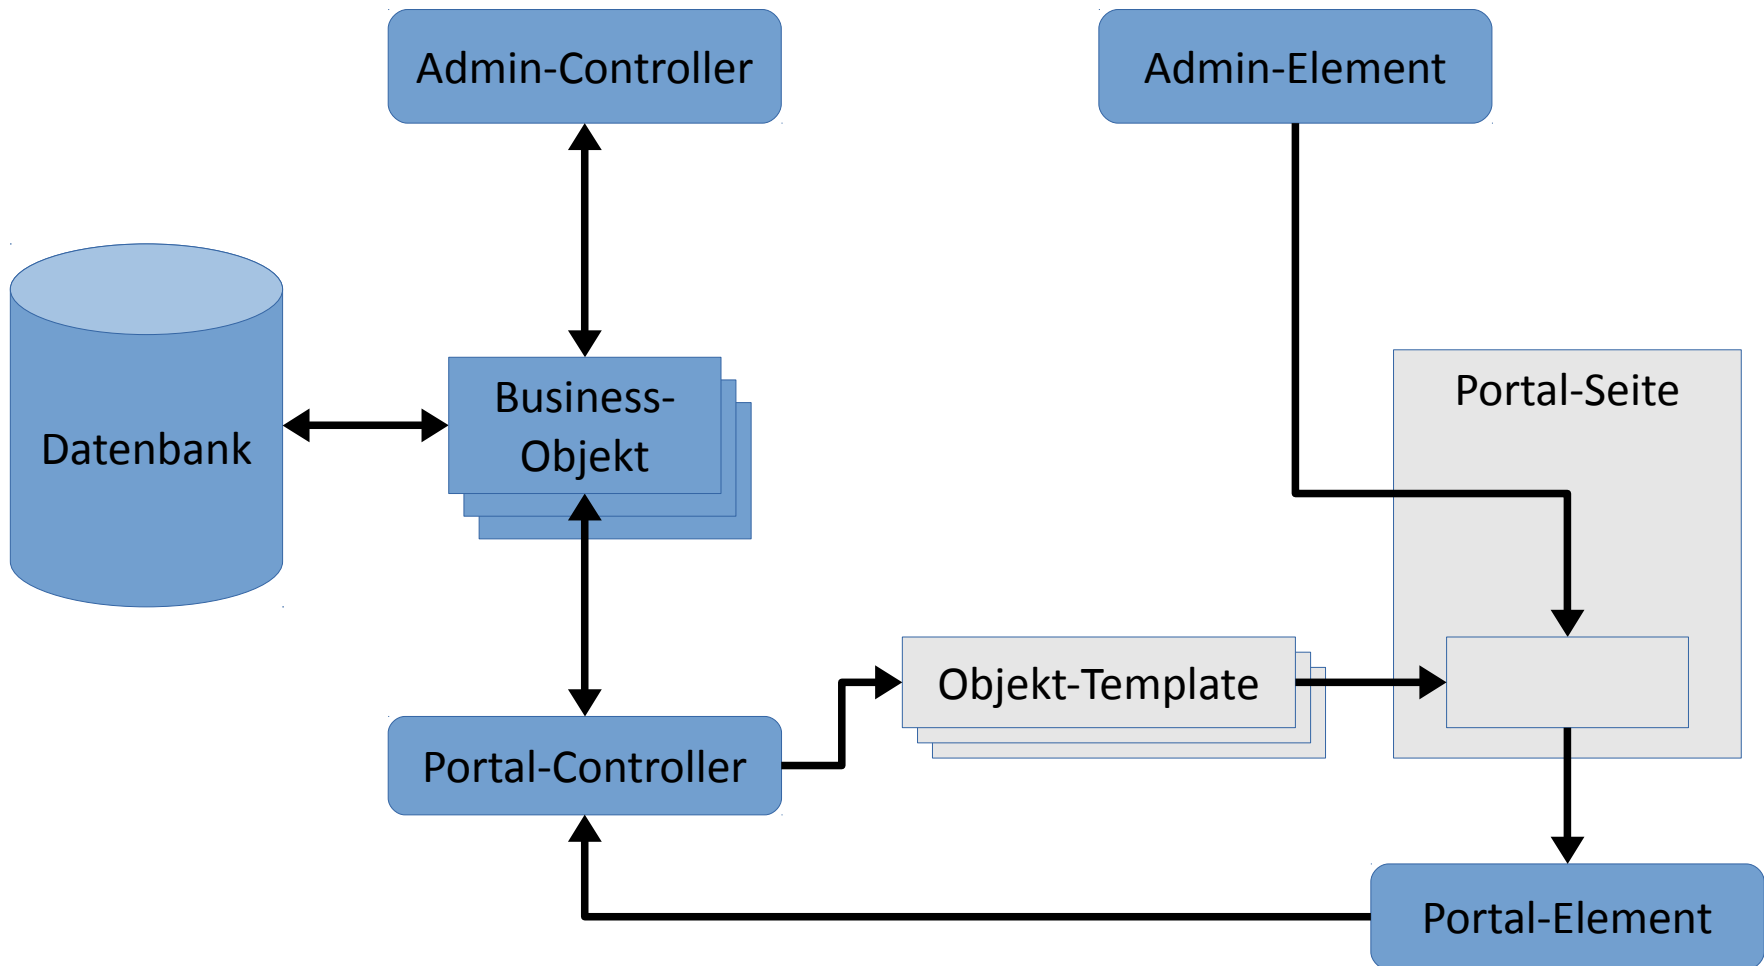 Admin-Controller
Admin-Element
Business-
Objekt
Datenbank
Portal-Seite
Objekt-Template
Portal-Controller
Portal-Element